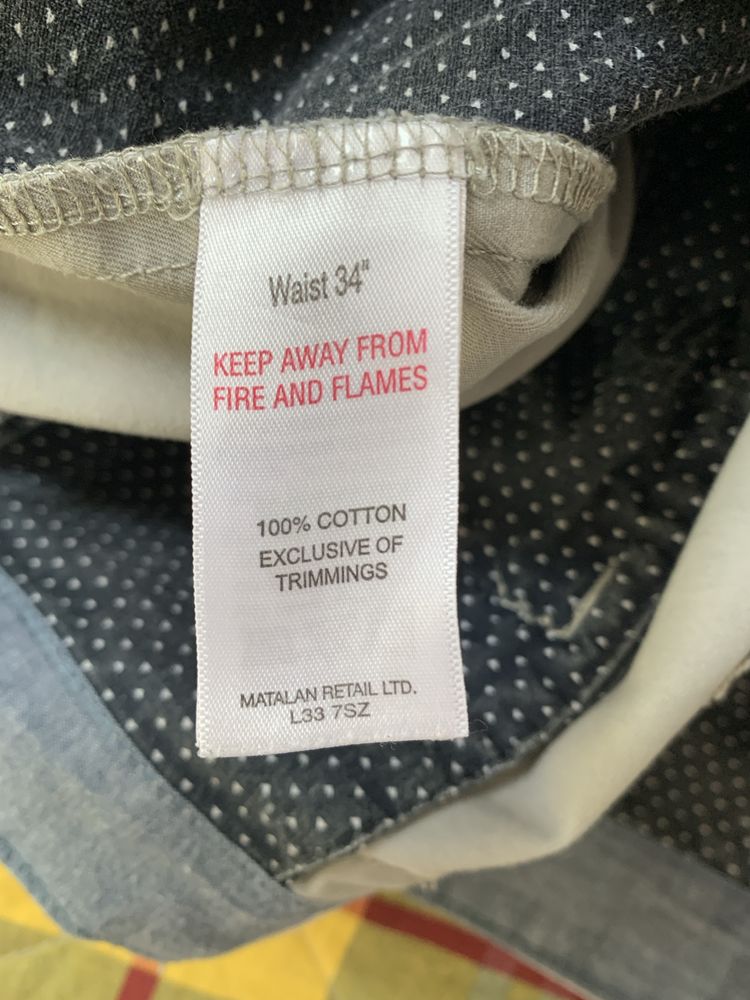 Waist 34"
KEEP AWAY FROM
FIRE AND FLAMES
100% COTTON
EXCLUSIVE OF
TRIMMINGS
MATALAN RETAIL LTD.
L33 7SZ